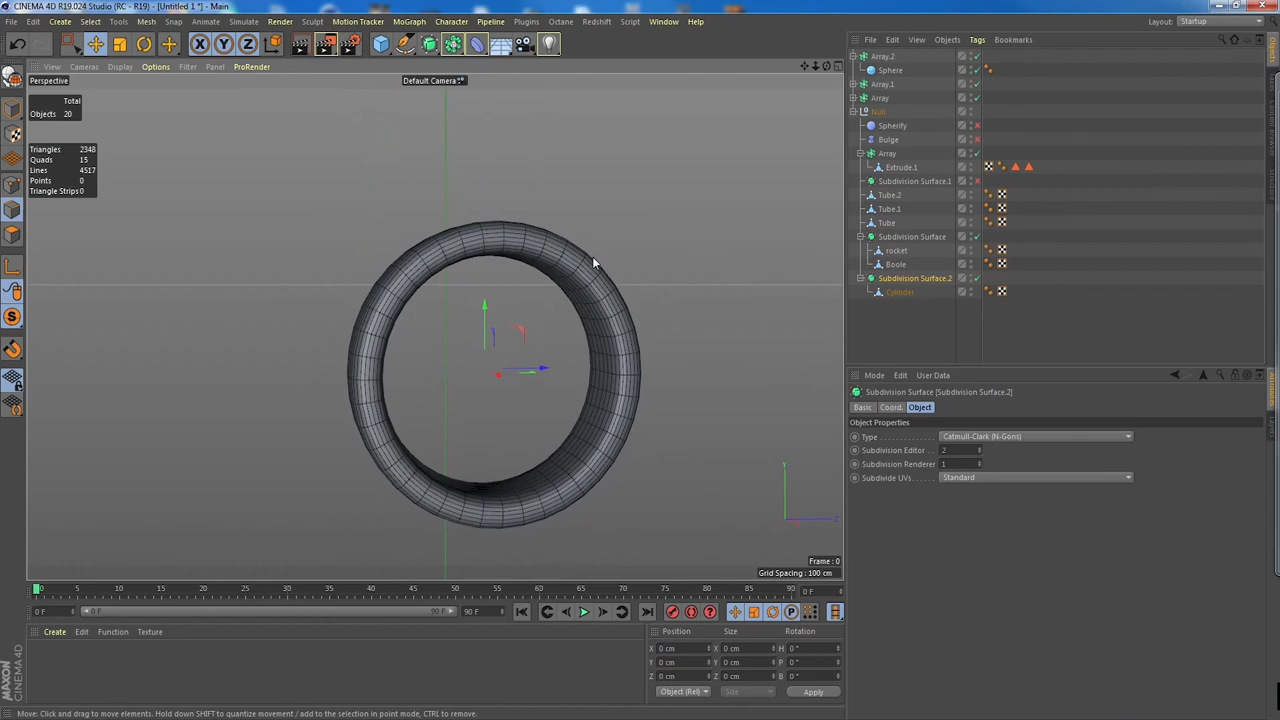 CINEMA 4D R19.024 Studio (RC - R19) - [Untitled 1 *] - Main
File Edit Create Select Tools Mesh Snap Animate Simulate Render Sculpt Motion Tracker MoGraph Character Pipeline Plugins Octane Redshift Script Window Help Layout: Startup
File Edit View Objects Tags Bookmarks
View Cameras Display Options Filter Panel ProRender
Perspective
Default Camera
Total
Objects 20
Triangles 2348
Quads 15
Lines 4517
Points 0
Triangle Strips 0
Array.2
Sphere
Array.1
Array
Null
Spherify
Bulge
Array
Extrude.1
Subdivision Surface.1
Tube.2
Tube.1
Tube
Subdivision Surface
rocket
Boole
Subdivision Surface.2
Cylinder
Mode Edit User Data
Subdivision Surface [Subdivision Surface.2]
Basic Coord. Object
Object Properties
Type Catmull-Clark (N-Gons)
Subdivision Editor . . 2
Subdivision Renderer 1
Subdivide UVs . . . . Standard
Y
Frame : 0
Grid Spacing : 100 cm
0 5 10 15 20 25 30 35 40 45 50 55 60 65 70 75 80 85 90 0 F
0 F 0 F 90 F 90 F
Create Edit Function Texture
Position Size Rotation
X 0 cm X 0 cm H 0 °
Y 0 cm Y 0 cm P 0 °
Z 0 cm Z 0 cm B 0 °
Object (Rel) Size Apply
MAXON CINEMA 4D
Move: Click and drag to move elements. Hold down SHIFT to quantize movement / add to the selection in point mode, CTRL to remove.